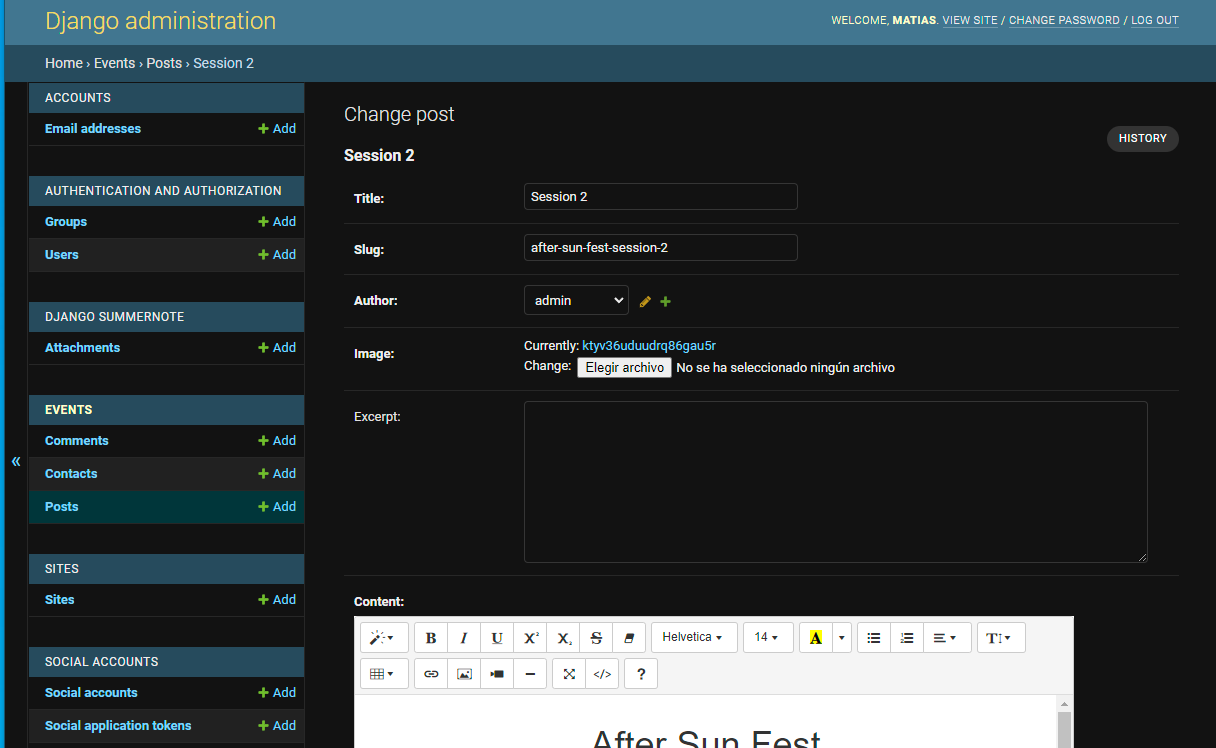 Django administration
WELCOME, MATIAS. VIEW SITE / CHANGE PASSWORD / LOG OUT
Home › Events › Posts › Session 2
ACCOUNTS
Email addresses + Add
AUTHENTICATION AND AUTHORIZATION
Groups + Add
Users + Add
DJANGO SUMMERNOTE
Attachments + Add
EVENTS
Comments + Add
Contacts + Add
Posts + Add
SITES
Sites + Add
SOCIAL ACCOUNTS
Social accounts + Add
Social application tokens + Add
«
Change post
HISTORY
Session 2
Title: Session 2
Slug: after-sun-fest-session-2
Author: admin
Image: Currently: ktyv36uduudrq86gau5r
Change: Elegir archivo No se ha seleccionado ningún archivo
Excerpt:
Content:
B I U X² X₂ S Helvetica 14 A TI
</> ?
After Sun Fest